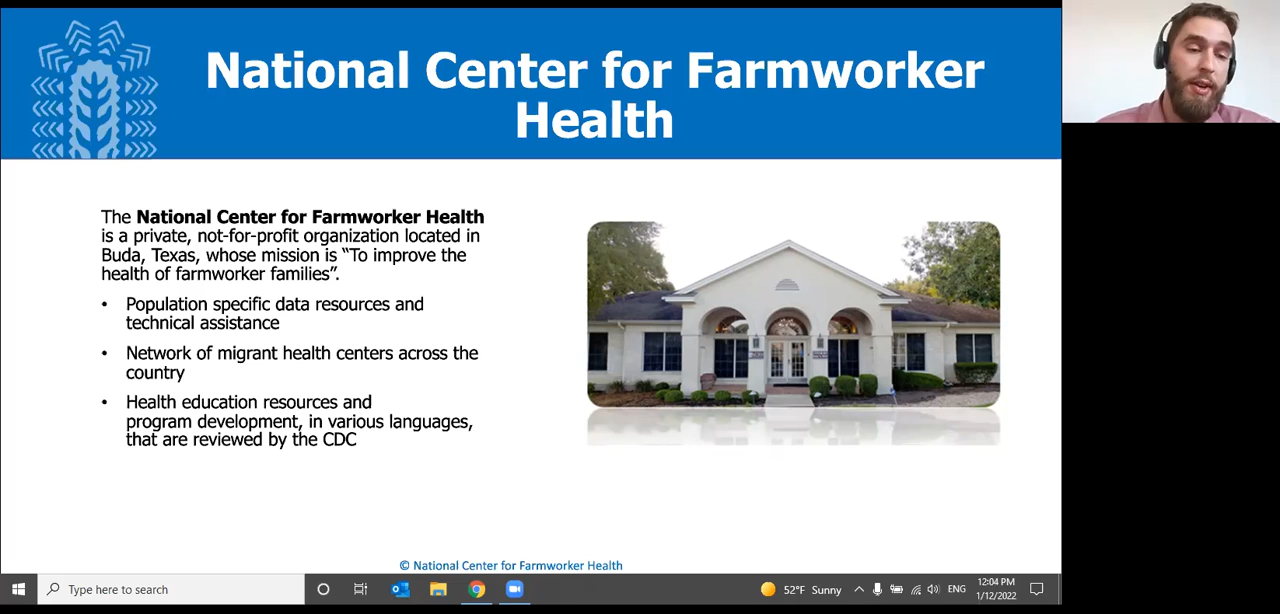 National Center for Farmworker
Health
The National Center for Farmworker Health
is a private, not-for-profit organization located in
Buda, Texas, whose mission is “To improve the
health of farmworker families”.
• Population specific data resources and
technical assistance
• Network of migrant health centers across the
country
• Health education resources and
program development, in various languages,
that are reviewed by the CDC
© National Center for Farmworker Health
Type here to search
52°F Sunny
ENG
12:04 PM
1/12/2022